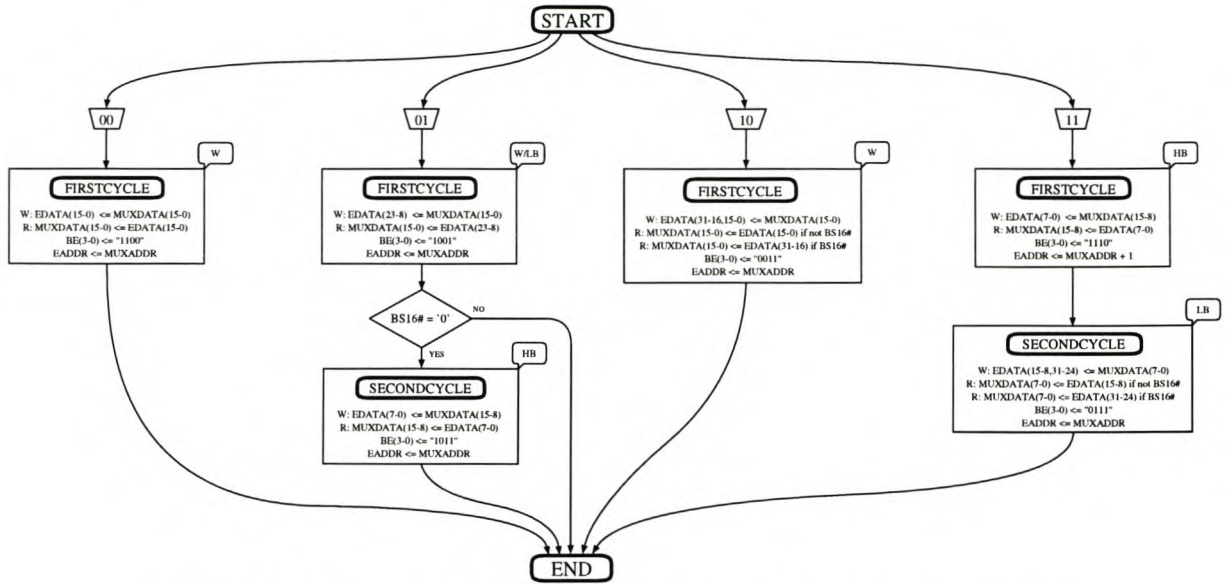 START
00
W
FIRSTCYCLE
W: EDATA(15-0) <= MUXDATA(15-0)
R: MUXDATA(15-0) <= EDATA(15-0)
BE(3-0) <= "1100"
EADDR <= MUXADDR
01
W/LB
FIRSTCYCLE
W: EDATA(23-8) <= MUXDATA(15-0)
R: MUXDATA(15-0) <= EDATA(23-8)
BE(3-0) <= "1001"
EADDR <= MUXADDR
BS16# = '0'
NO
YES
HB
SECONDCYCLE
W: EDATA(7-0) <= MUXDATA(15-8)
R: MUXDATA(15-8) <= EDATA(7-0)
BE(3-0) <= "1011"
EADDR <= MUXADDR
10
W
FIRSTCYCLE
W: EDATA(31-16,15-0) <= MUXDATA(15-0)
R: MUXDATA(15-0) <= EDATA(15-0) if not BS16#
R: MUXDATA(15-0) <= EDATA(31-16) if BS16#
BE(3-0) <= "0011"
EADDR <= MUXADDR
11
HB
FIRSTCYCLE
W: EDATA(7-0) <= MUXDATA(15-8)
R: MUXDATA(15-8) <= EDATA(7-0)
BE(3-0) <= "1110"
EADDR <= MUXADDR + 1
LB
SECONDCYCLE
W: EDATA(15-8,31-24) <= MUXDATA(7-0)
R: MUXDATA(7-0) <= EDATA(15-8) if not BS16#
R: MUXDATA(7-0) <= EDATA(31-24) if BS16#
BE(3-0) <= "0111"
EADDR <= MUXADDR
END